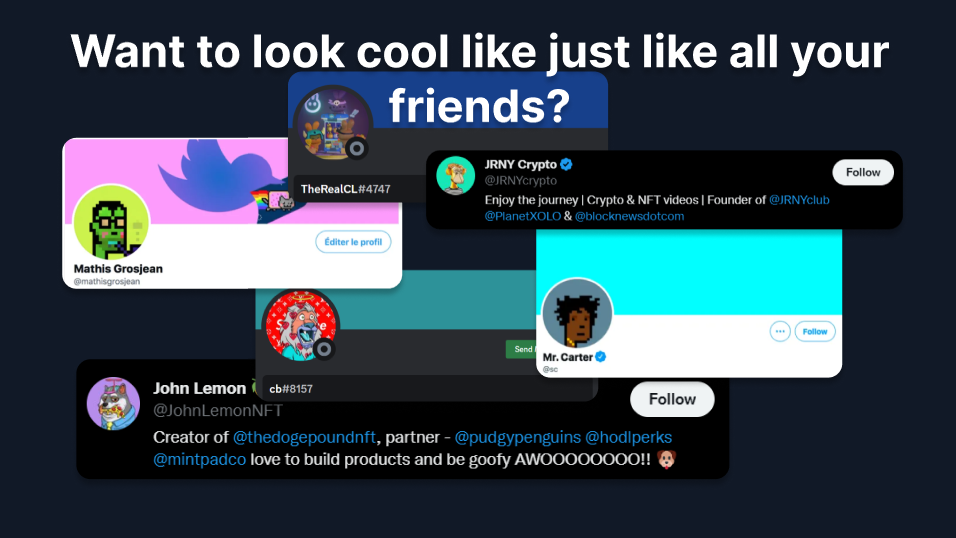 Want to look cool like just like all your
friends?
TheRealCL#4747
JRNY Crypto
@JRNYcrypto
Follow
Enjoy the journey | Crypto & NFT videos | Founder of @JRNYclub
@PlanetXOLO & @blocknewsdotcom
Éditer le profil
Mathis Grosjean
@mathisgrosjean
Send
cb#8157
Follow
Mr. Carter
@sc
John Lemon
@JohnLemonNFT
Follow
Creator of @thedogepoundnft, partner - @pudgypenguins @hodlperks
@mintpadco love to build products and be goofy AWOOOOOOOO!!